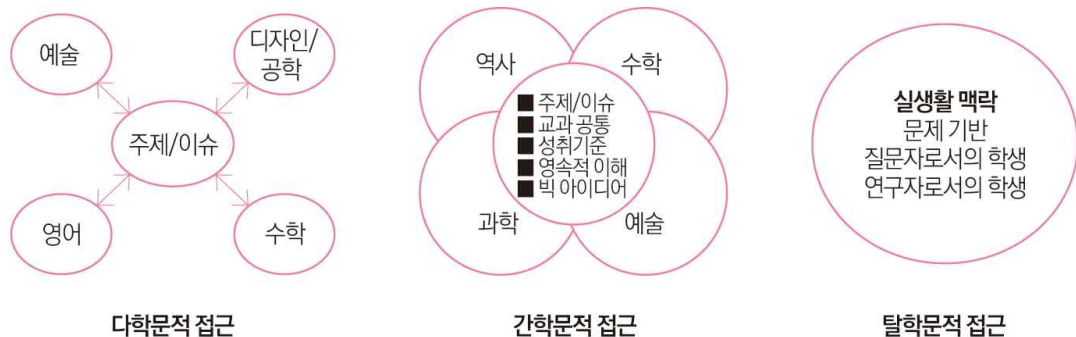 예술
디자인/
공학
주제/이슈
영어
수학
다학문적 접근
역사
수학
■ 주제/이슈
■ 교과 공통
■ 성취기준
■ 영속적 이해
■ 빅 아이디어
과학
예술
간학문적 접근
실생활 맥락
문제 기반
질문자로서의 학생
연구자로서의 학생
탈학문적 접근